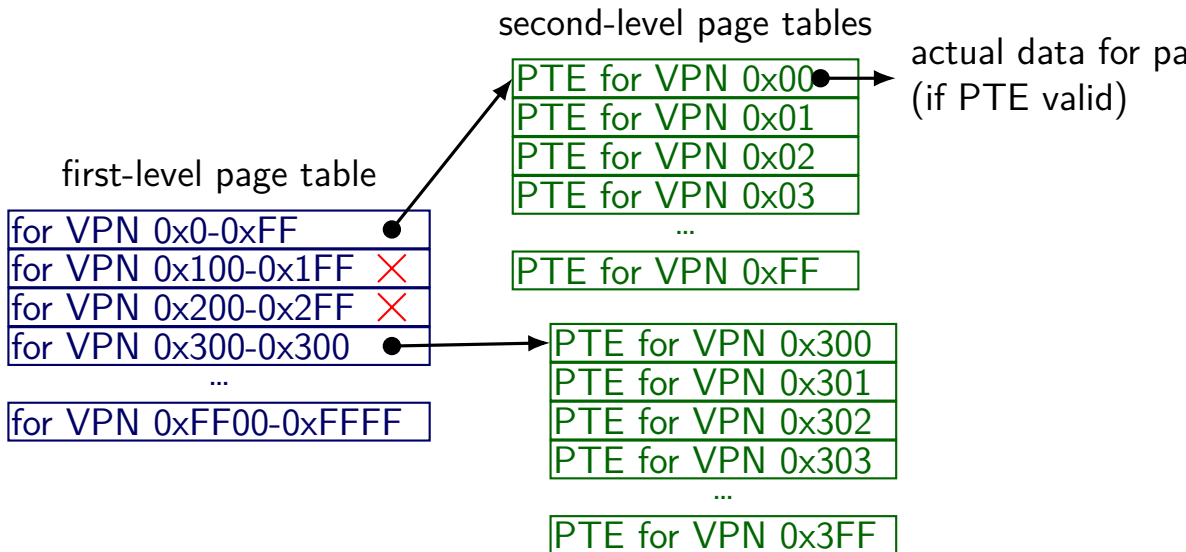 second-level page tables
PTE for VPN 0x00
PTE for VPN 0x01
PTE for VPN 0x02
PTE for VPN 0x03
...
PTE for VPN 0xFF
actual data for pa
(if PTE valid)
first-level page table
for VPN 0x0-0xFF
for VPN 0x100-0x1FF
for VPN 0x200-0x2FF
for VPN 0x300-0x300
...
for VPN 0xFF00-0xFFFF
PTE for VPN 0x300
PTE for VPN 0x301
PTE for VPN 0x302
PTE for VPN 0x303
...
PTE for VPN 0x3FF